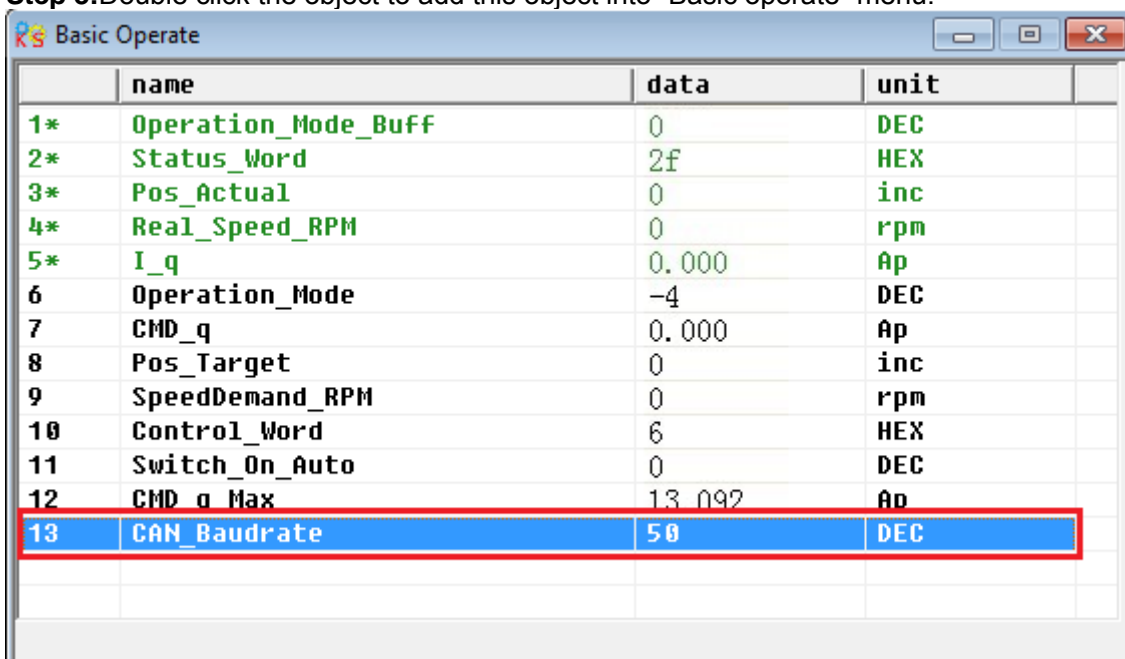 Step 3:Double click the object to add this object into "Basic operate" menu.
Basic Operate
name data unit
1* Operation_Mode_Buff 0 DEC
2* Status_Word 2f HEX
3* Pos_Actual 0 inc
4* Real_Speed_RPM 0 rpm
5* I_q 0.000 Ap
6 Operation_Mode -4 DEC
7 CMD_q 0.000 Ap
8 Pos_Target 0 inc
9 SpeedDemand_RPM 0 rpm
10 Control_Word 6 HEX
11 Switch_On_Auto 0 DEC
12 CMD_q_Max 13.092 Ap
13 CAN_Baudrate 50 DEC